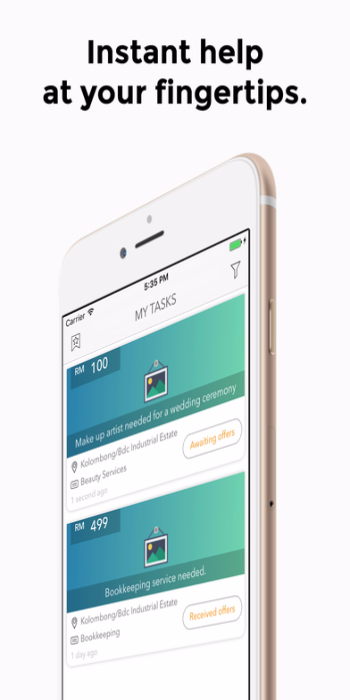 Instant help
at your fingertips.
Carrier
5:35 PM
MY TASKS
RM 100
Make up artist needed for a wedding ceremony
Kolombong/Bdc Industrial Estate
Beauty Services
Awaiting offers
1 second ago
RM 499
Bookkeeping service needed.
Kolombong/Bdc Industrial Estate
Bookkeeping
Received offers
1 day ago